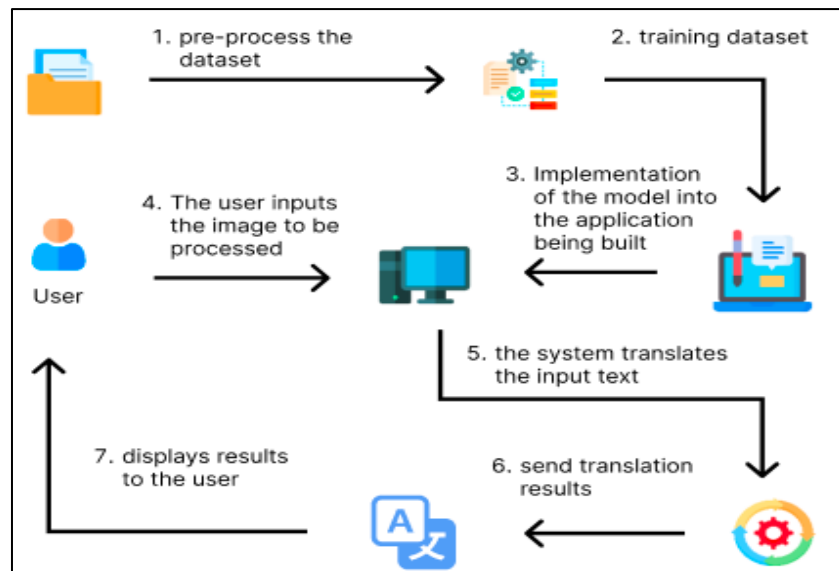 1. pre-process the
dataset
2. training dataset
3. Implementation
of the model into
the application
being built
4. The user inputs
the image to be
processed
User
5. the system translates
the input text
6. send translation
results
7. displays results
to the user
A
文